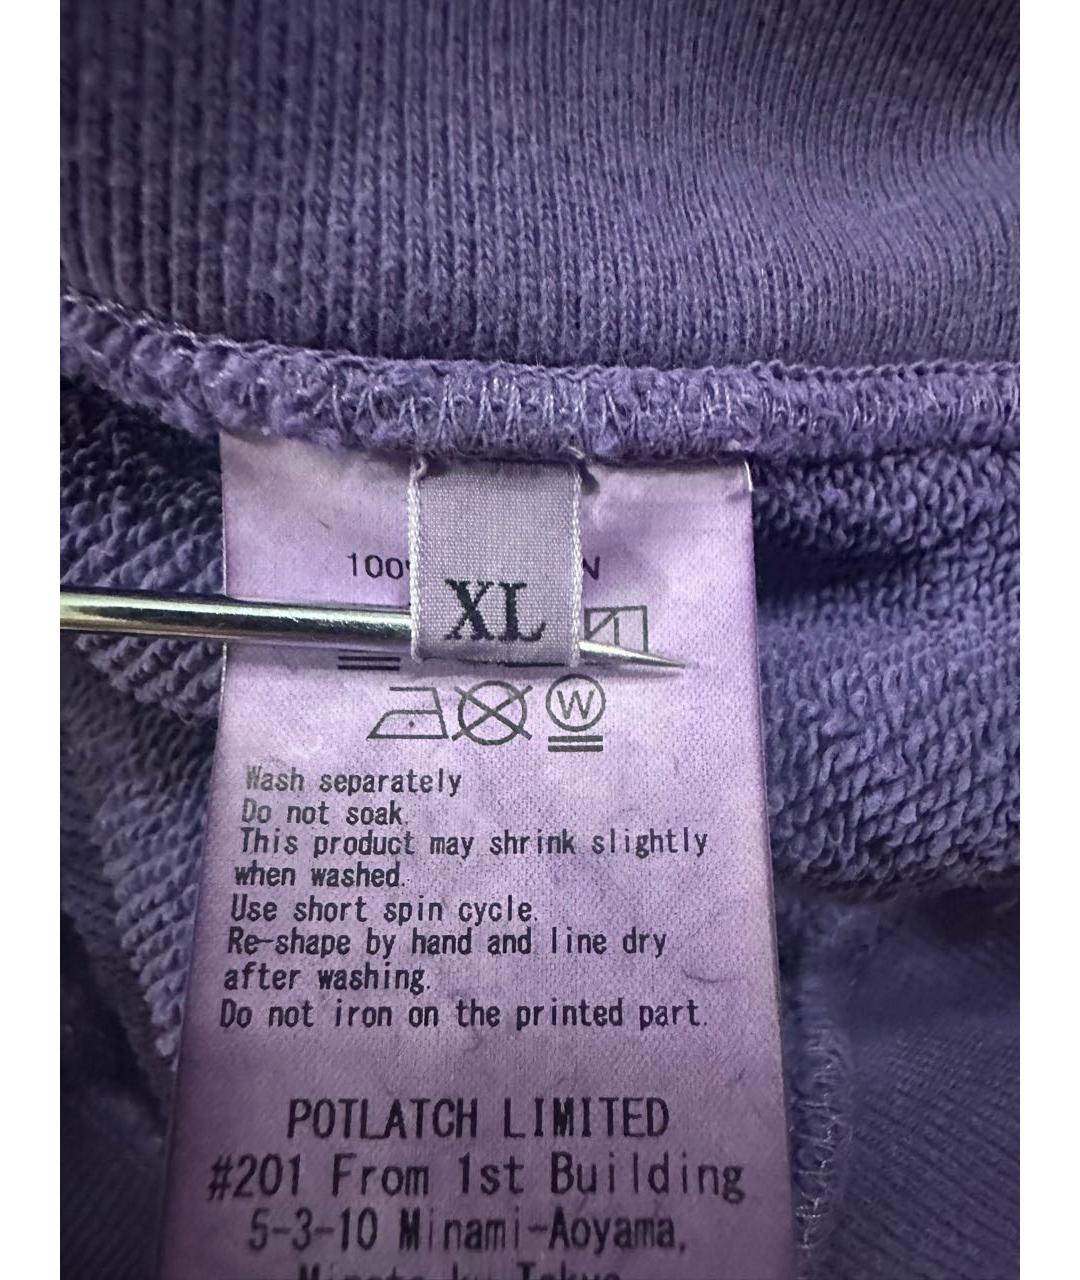 100
XL
W
Wash separately
Do not soak.
This product may shrink slightly
when washed.
Use short spin cycle.
Re-shape by hand and line dry
after washing.
Do not iron on the printed part.
POTLATCH LIMITED
#201 From 1st Building
5-3-10 Minami-Aoyama,